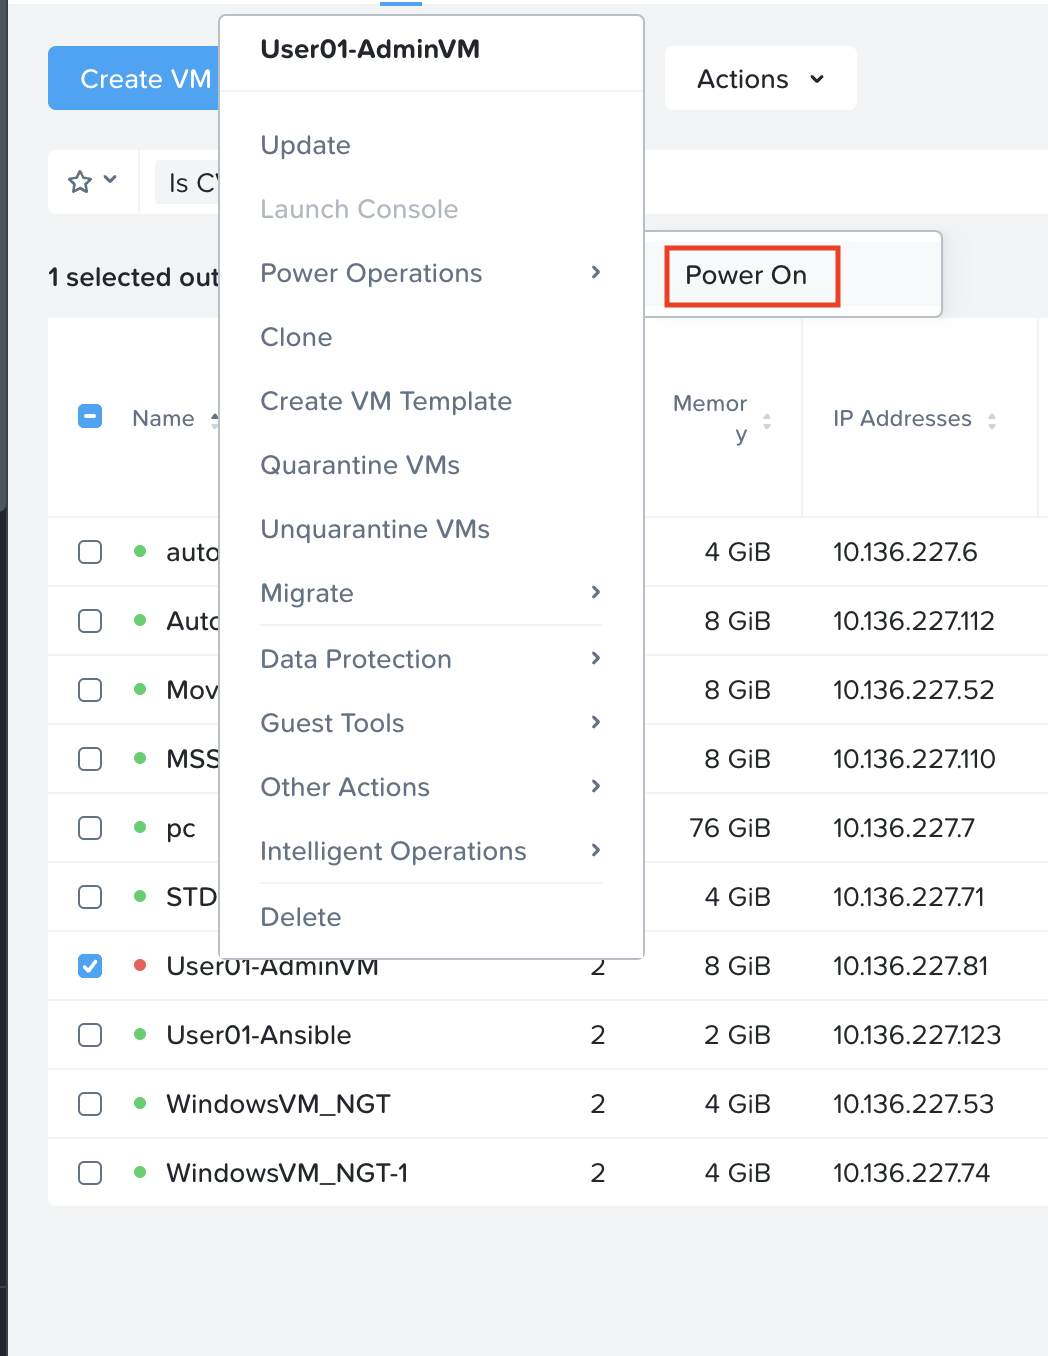 User01-AdminVM
Create VM
Actions
Update
Is C
Launch Console
1 selected out
Power Operations
Power On
Clone
Create VM Template
Quarantine VMs
Unquarantine VMs
Migrate
Data Protection
Guest Tools
Other Actions
Intelligent Operations
Delete
Name
Memor
y
IP Addresses
auto 4 GiB 10.136.227.6
Auto 8 GiB 10.136.227.112
Mov 8 GiB 10.136.227.52
MSS 8 GiB 10.136.227.110
pc 76 GiB 10.136.227.7
STD 4 GiB 10.136.227.71
User01-AdminVM 2 8 GiB 10.136.227.81
User01-Ansible 2 2 GiB 10.136.227.123
WindowsVM_NGT 2 4 GiB 10.136.227.53
WindowsVM_NGT-1 2 4 GiB 10.136.227.74